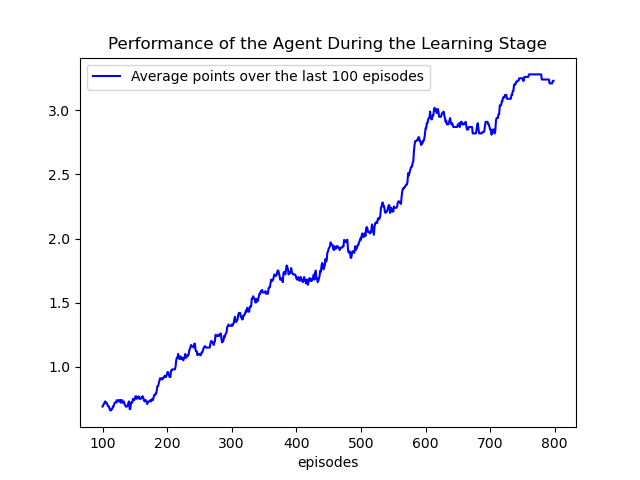 Performance of the Agent During the Learning Stage
Average points over the last 100 episodes
3.0
2.5
2.0
1.5
1.0
100 200 300 400 500 600 700 800
episodes